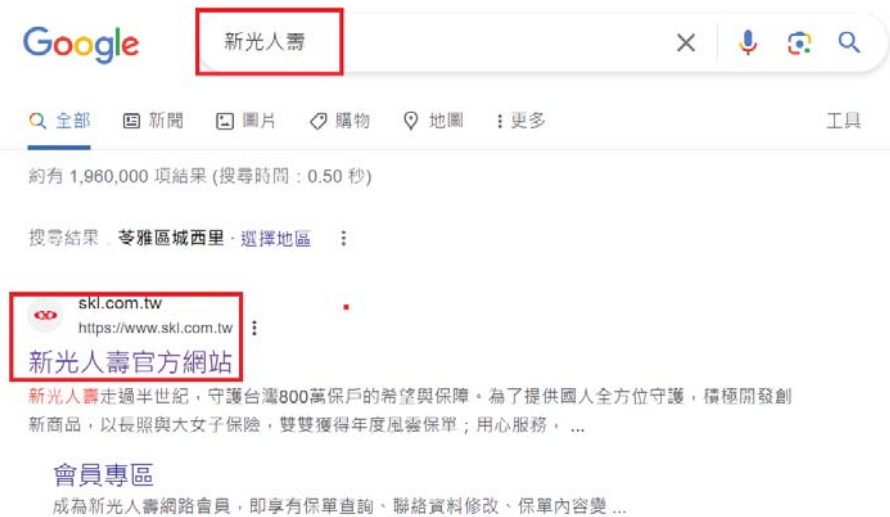 Google
新光人壽
全部 新聞 圖片 購物 地圖 更多 工具
約有 1,960,000 項結果 (搜尋時間：0.50 秒)
搜尋結果 苓雅區城西里 · 選擇地區
skl.com.tw
https://www.skl.com.tw
新光人壽官方網站
新光人壽走過半世紀，守護台灣800萬保戶的希望與保障。為了提供國人全方位守護，積極開發創
新商品，以長照與大女子保險，雙雙獲得年度風雲保單；用心服務， ...
會員專區
成為新光人壽網路會員，即享有保單查詢、聯絡資料修改、保單內容變 ...